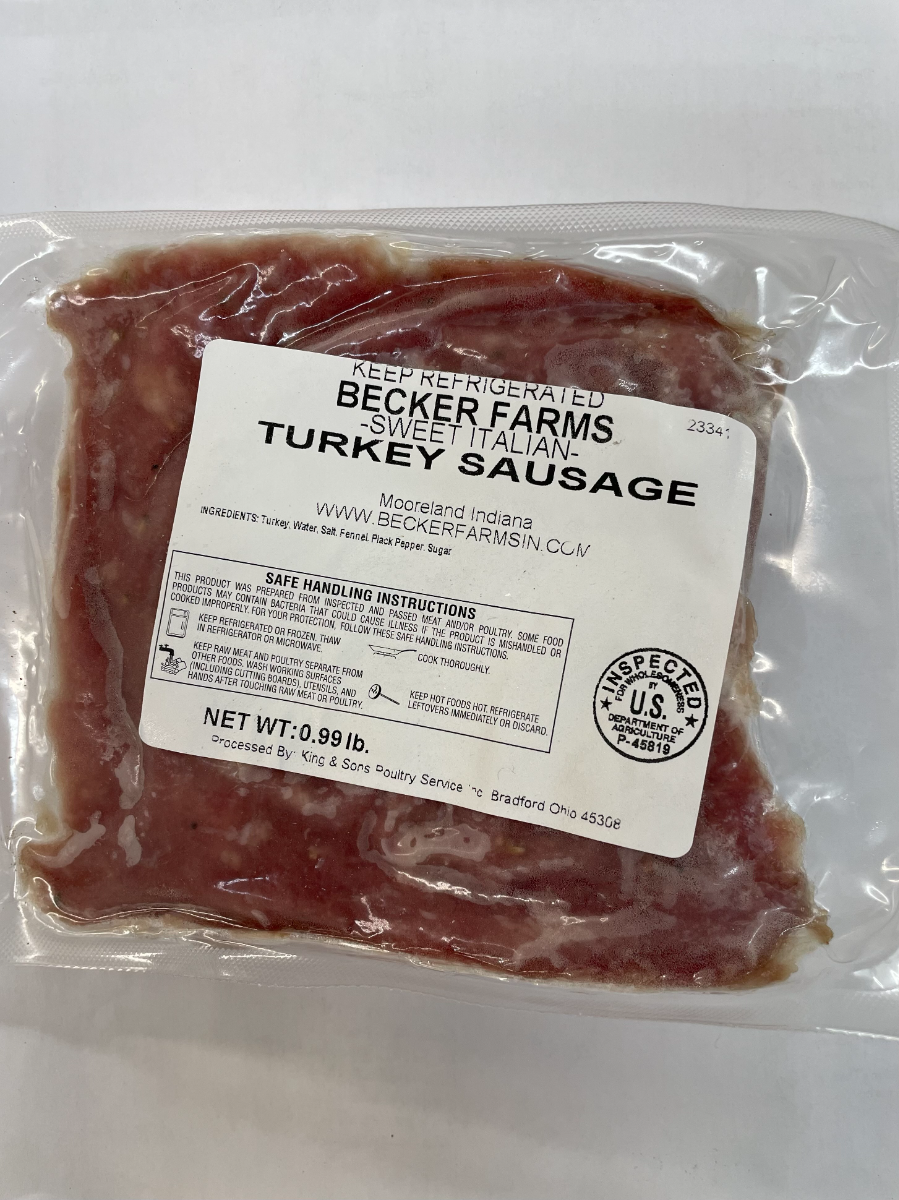 KEEP REFRIGERATED
BECKER FARMS
-SWEET ITALIAN-
TURKEY SAUSAGE
23341
Mooreland Indiana
WWW.BECKERFARMSIN.COM
INGREDIENTS: Turkey, Water, Salt, Fennel, Plack Pepper, Sugar
SAFE HANDLING INSTRUCTIONS
THIS PRODUCT WAS PREPARED FROM INSPECTED AND PASSED MEAT AND/OR POULTRY. SOME FOOD
PRODUCTS MAY CONTAIN BACTERIA THAT COULD CAUSE ILLNESS IF THE PRODUCT IS MISHANDLED OR
COOKED IMPROPERLY. FOR YOUR PROTECTION, FOLLOW THESE SAFE HANDLING INSTRUCTIONS.
KEEP REFRIGERATED OR FROZEN. THAW
IN REFRIGERATOR OR MICROWAVE.
COOK THOROUGHLY.
KEEP RAW MEAT AND POULTRY SEPARATE FROM
OTHER FOODS. WASH WORKING SURFACES
(INCLUDING CUTTING BOARDS), UTENSILS, AND
HANDS AFTER TOUCHING RAW MEAT OR POULTRY.
KEEP HOT FOODS HOT. REFRIGERATE
LEFTOVERS IMMEDIATELY OR DISCARD.
INSPECTED
FOR WHOLESOMENESS
BY
U.S.
DEPARTMENT OF
AGRICULTURE
P-45819
NET WT:0.99 lb.
Processed By: King & Sons Poultry Service Inc. Bradford Ohio 45308